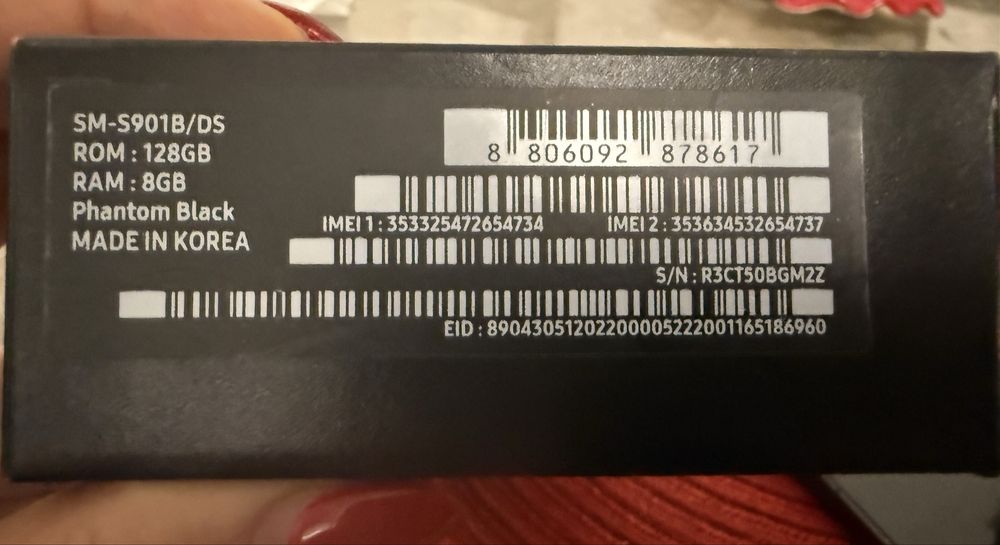 SM-S901B/DS
ROM : 128GB
RAM : 8GB
Phantom Black
MADE IN KOREA
8 806092 878617
IMEI 1 : 353325472654734 IMEI 2 : 353634532654737
S/N : R3CT50BGM2Z
EID : 89043051202200005222001165186960